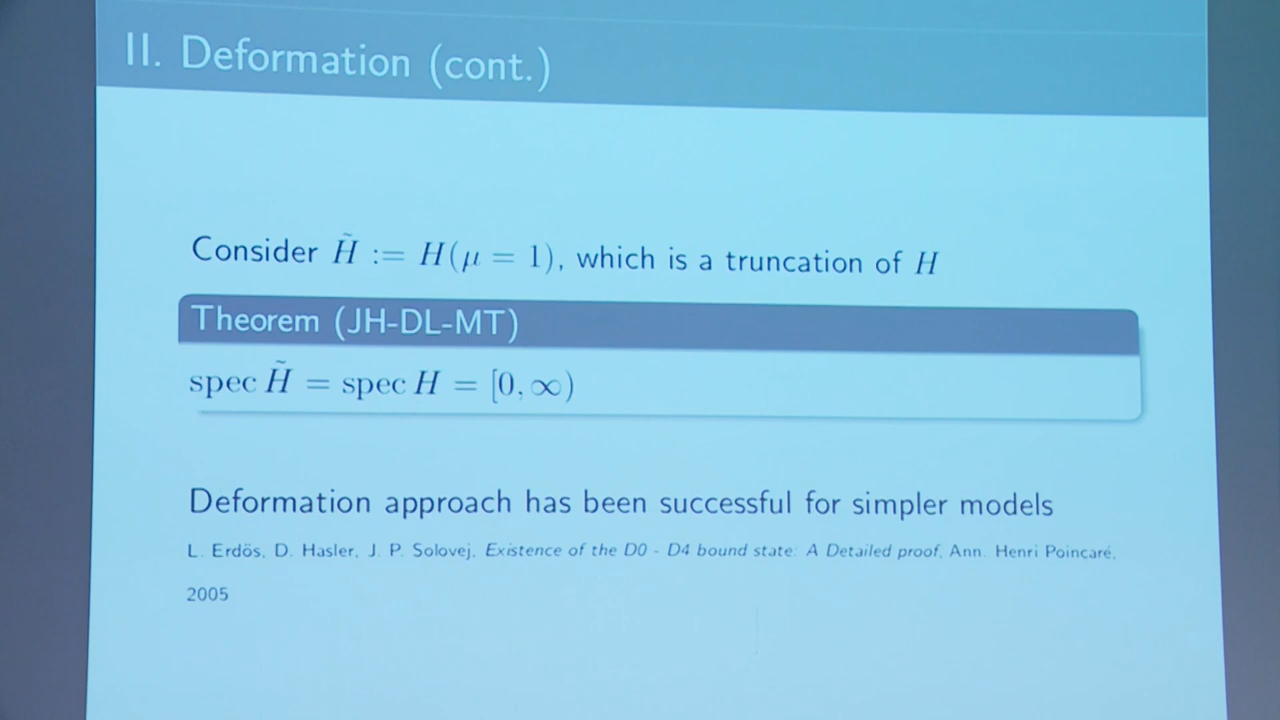 II. Deformation (cont.)
Consider H̃ := H(μ = 1), which is a truncation of H
Theorem (JH-DL-MT)
spec H̃ = spec H = [0, ∞)
Deformation approach has been successful for simpler models
L. Erdös, D. Hasler, J. P. Solovej, Existence of the D0 - D4 bound state: A Detailed proof, Ann. Henri Poincaré,
2005